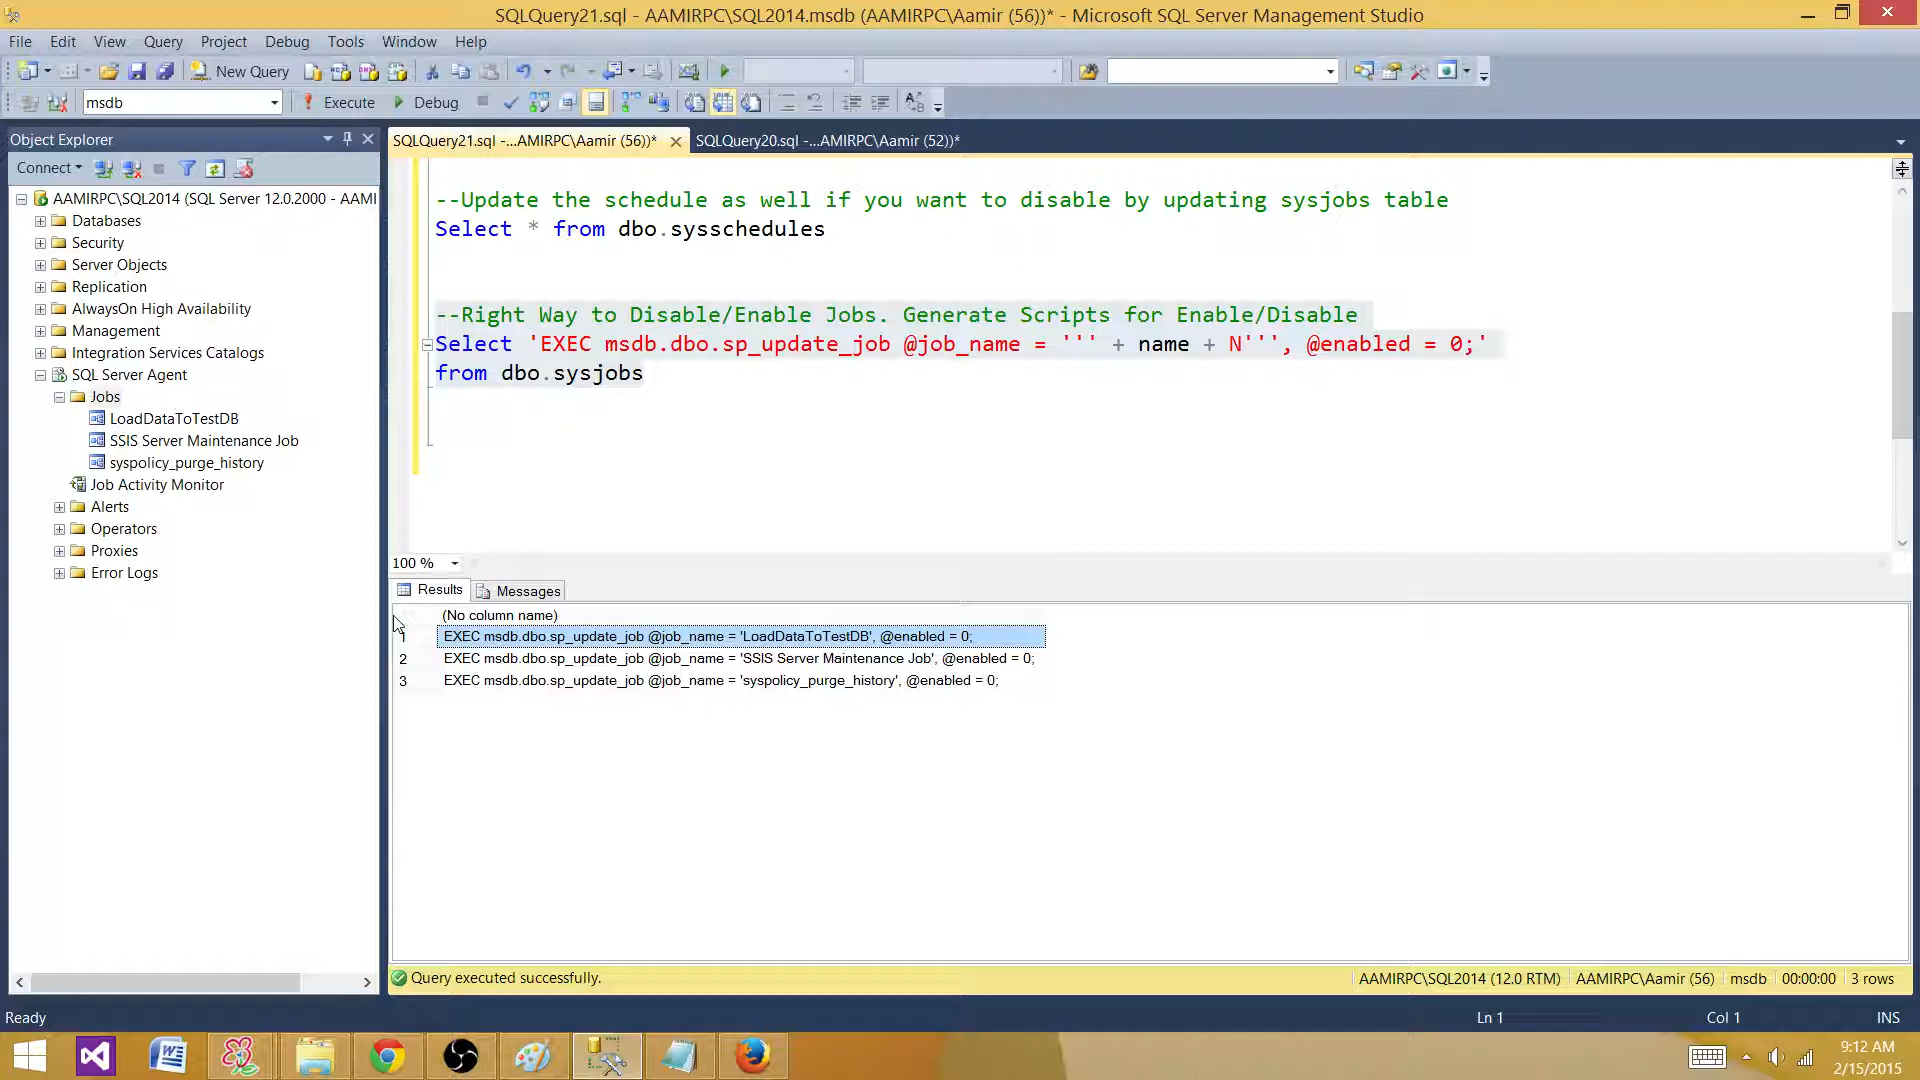 SQLQuery21.sql - AAMIRPC\SQL2014.msdb (AAMIRPC\Aamir (56))* - Microsoft SQL Server Management Studio
File Edit View Query Project Debug Tools Window Help
New Query
msdb Execute Debug
Object Explorer
Connect
AAMIRPC\SQL2014 (SQL Server 12.0.2000 - AAMI
Databases
Security
Server Objects
Replication
AlwaysOn High Availability
Management
Integration Services Catalogs
SQL Server Agent
Jobs
LoadDataToTestDB
SSIS Server Maintenance Job
syspolicy_purge_history
Job Activity Monitor
Alerts
Operators
Proxies
Error Logs
SQLQuery21.sql -...AMIRPC\Aamir (56))* SQLQuery20.sql -...AMIRPC\Aamir (52))*
--Update the schedule as well if you want to disable by updating sysjobs table
Select * from dbo.sysschedules
--Right Way to Disable/Enable Jobs. Generate Scripts for Enable/Disable
Select 'EXEC msdb.dbo.sp_update_job @job_name = ''' + name + N''', @enabled = 0;'
from dbo.sysjobs
100 %
Results Messages
(No column name)
1 EXEC msdb.dbo.sp_update_job @job_name = 'LoadDataToTestDB', @enabled = 0;
2 EXEC msdb.dbo.sp_update_job @job_name = 'SSIS Server Maintenance Job', @enabled = 0;
3 EXEC msdb.dbo.sp_update_job @job_name = 'syspolicy_purge_history', @enabled = 0;
Query executed successfully. AAMIRPC\SQL2014 (12.0 RTM) AAMIRPC\Aamir (56) msdb 00:00:00 3 rows
Ready Ln 1 Col 1 INS
9:12 AM
2/15/2015